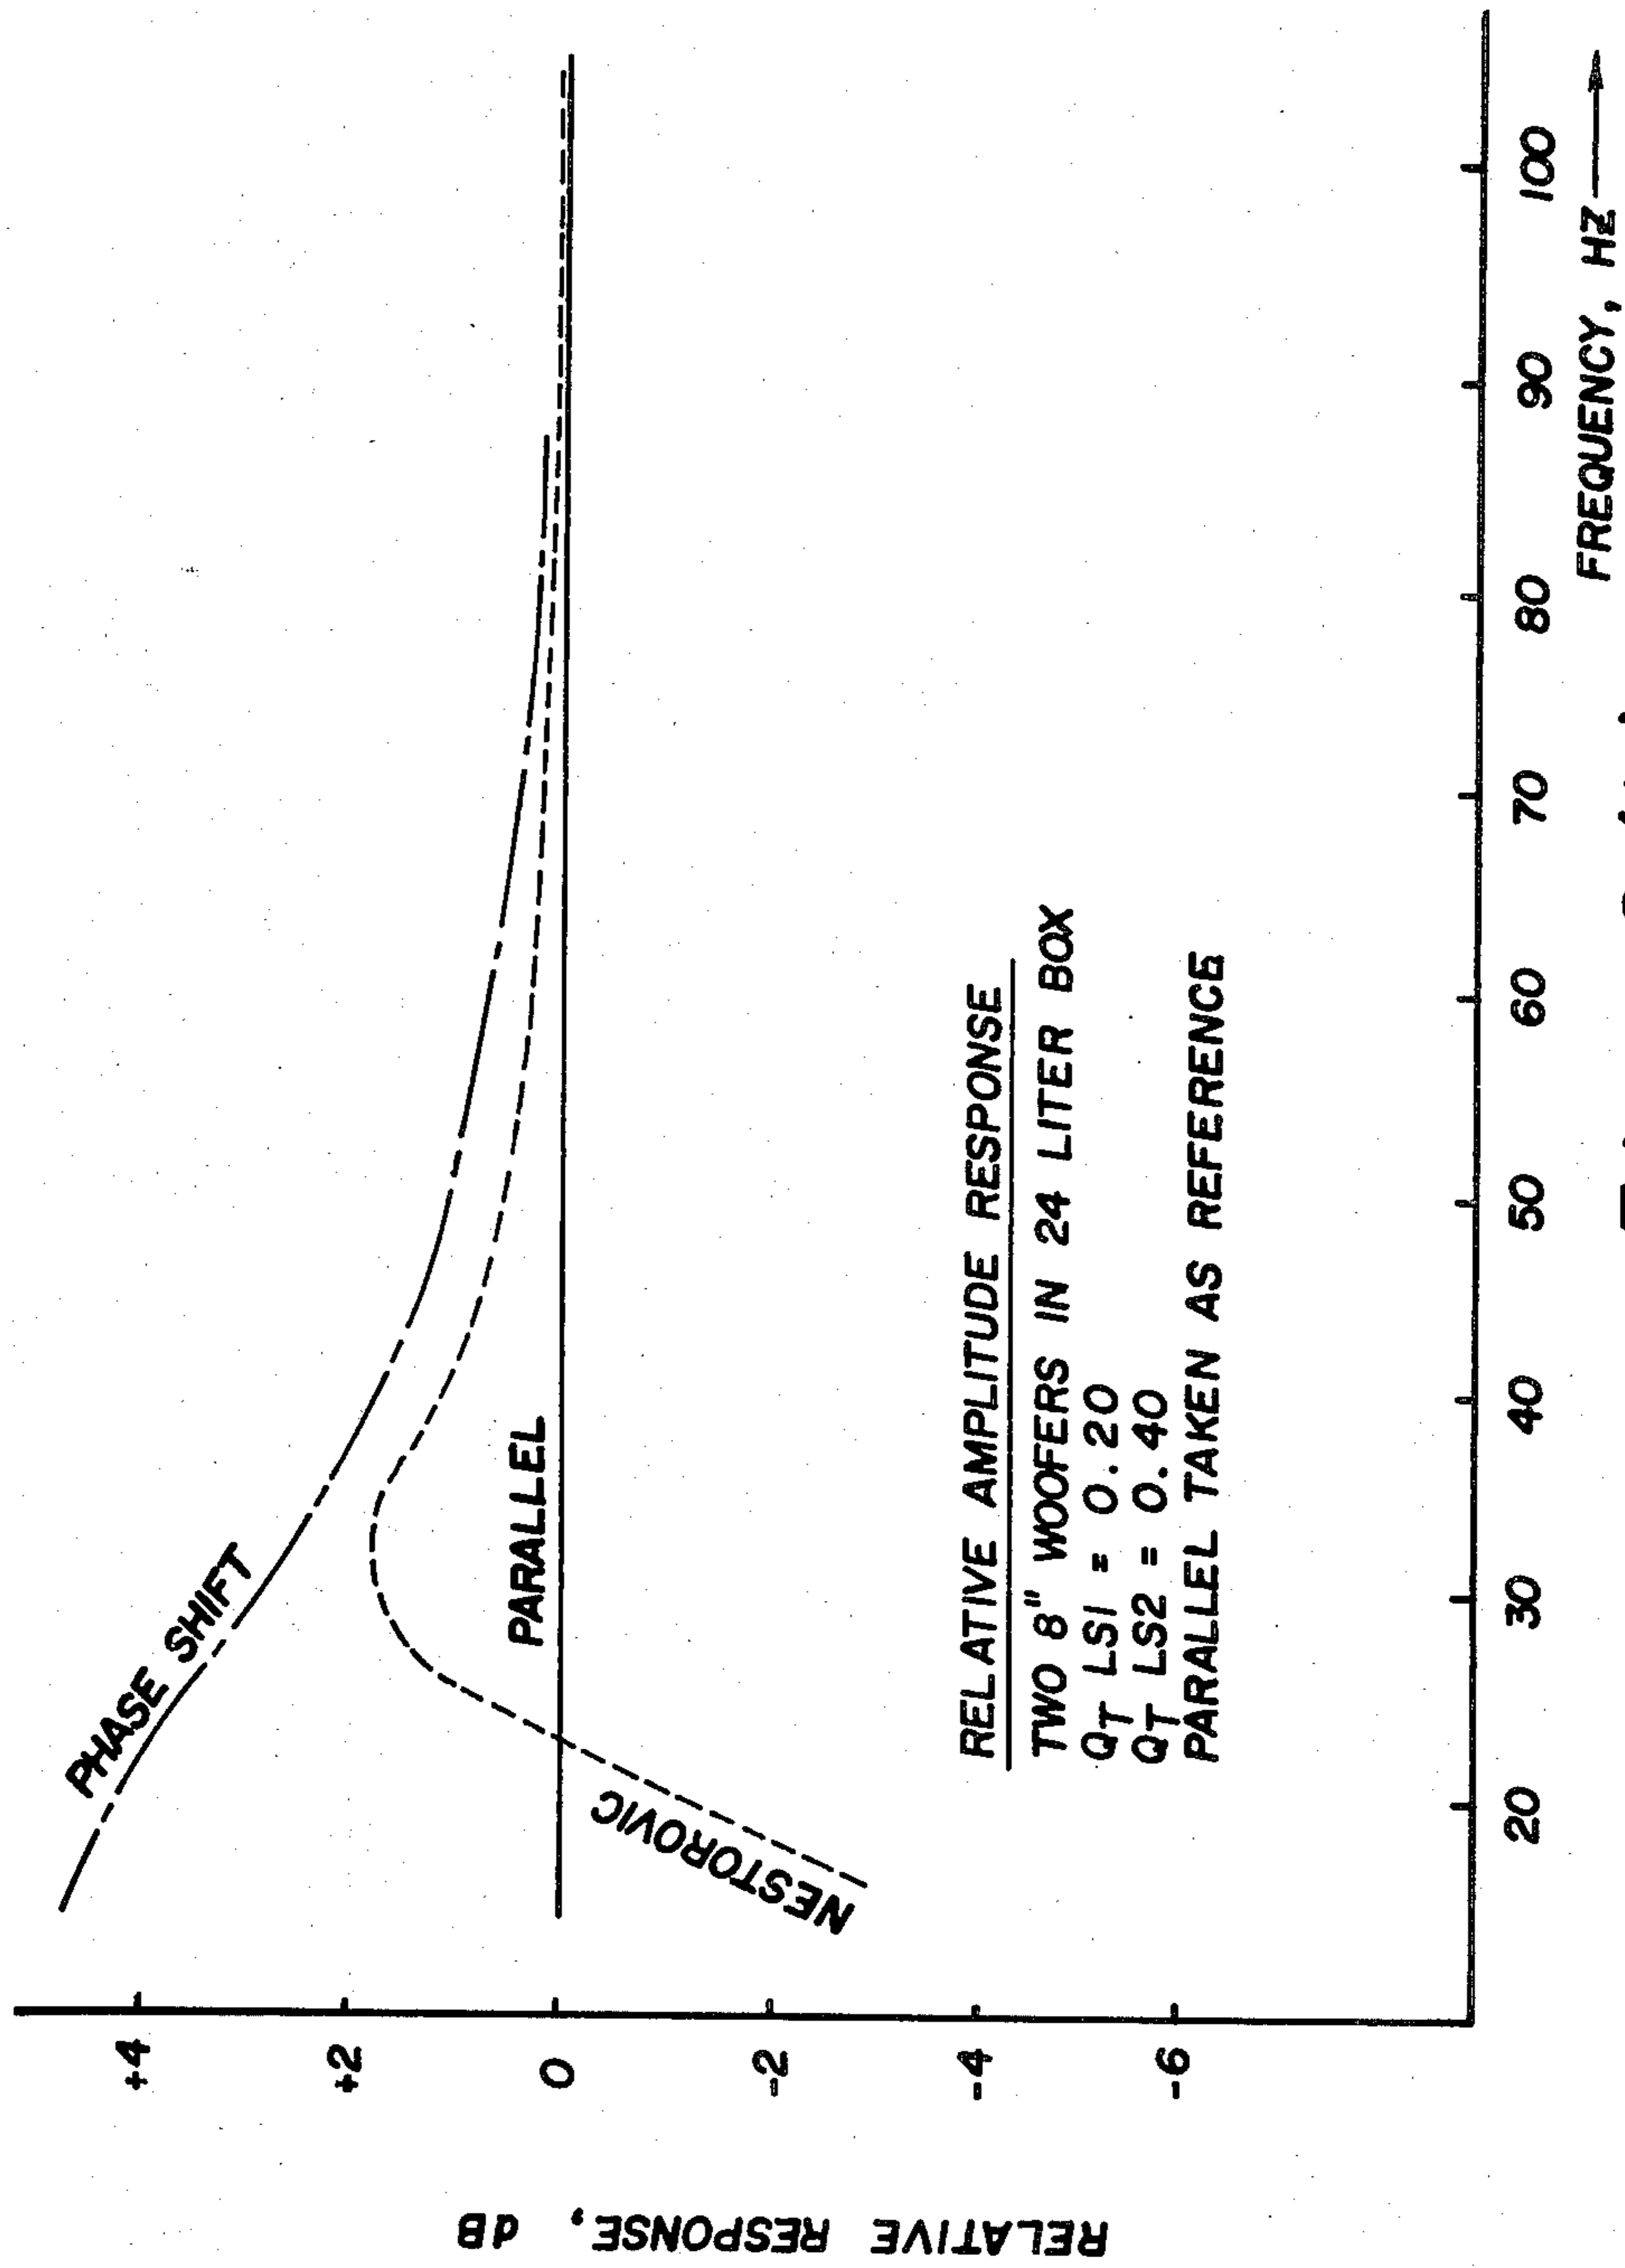 RELATIVE RESPONSE, dB
+4
+2
0
-2
-4
-6
PHASE SHIFT
PARALLEL
NESTOROVIC
RELATIVE AMPLITUDE RESPONSE
TWO 8" WOOFERS IN 24 LITER BOX
QT LS1 = 0.20
QT LS2 = 0.40
PARALLEL TAKEN AS REFERENCE
20 30 40 50 60 70 80 90 100
FREQUENCY, HZ